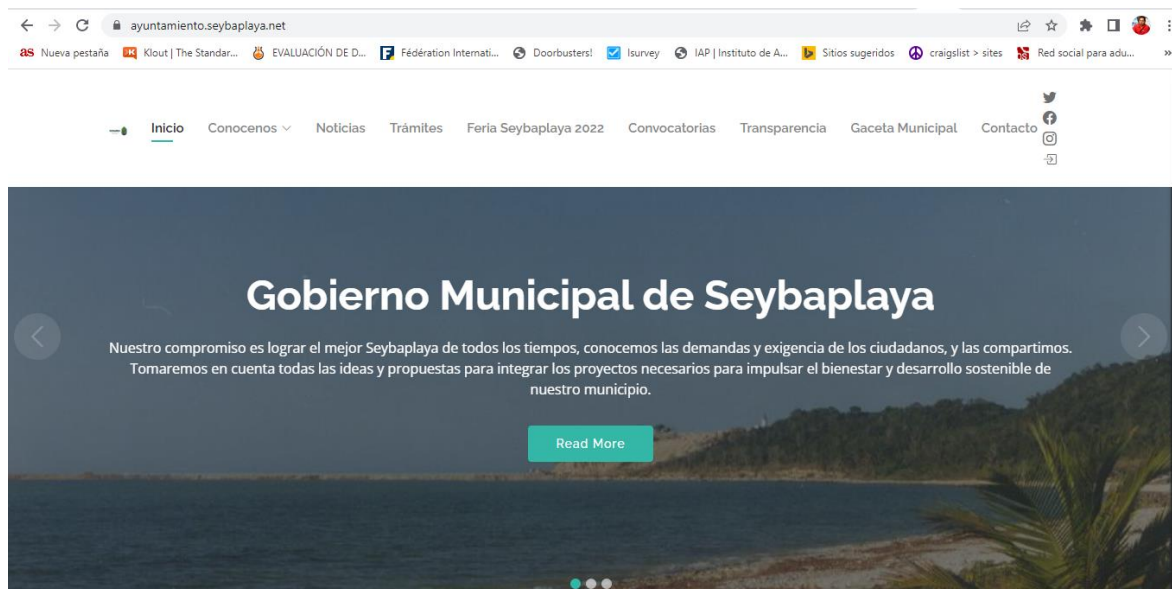 ayuntamiento.seybaplaya.net
Nueva pestaña Klout | The Standar... EVALUACIÓN DE D... Fédération Internati... Doorbusters! Isurvey IAP | Instituto de A... Sitios sugeridos craigslist > sites Red social para adu... »
Inicio Conocenos Noticias Trámites Feria Seybaplaya 2022 Convocatorias Transparencia Gaceta Municipal Contacto
Gobierno Municipal de Seybaplaya
Nuestro compromiso es lograr el mejor Seybaplaya de todos los tiempos, conocemos las demandas y exigencia de los ciudadanos, y las compartimos.
Tomaremos en cuenta todas las ideas y propuestas para integrar los proyectos necesarios para impulsar el bienestar y desarrollo sostenible de
nuestro municipio.
Read More